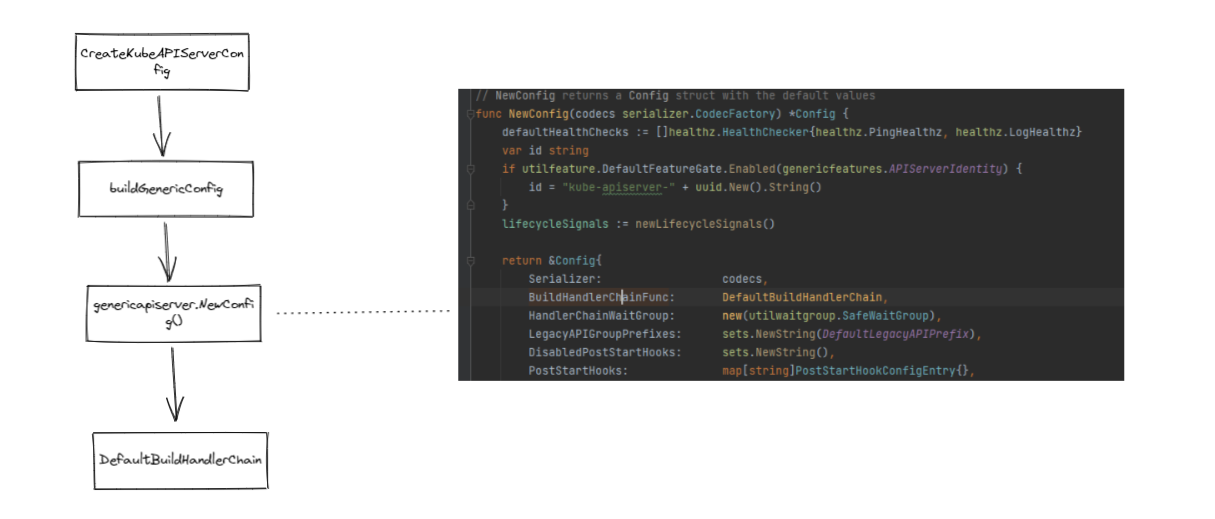 CreateKubeAPIServerCon
fig
buildGenericConfig
genericapiserver.NewConfi
g()
DefaultBuildHandlerChain
// NewConfig returns a Config struct with the default values
func NewConfig(codecs serializer.CodecFactory) *Config {
    defaultHealthChecks := []healthz.HealthChecker{healthz.PingHealthz, healthz.LogHealthz}
    var id string
    if utilfeature.DefaultFeatureGate.Enabled(genericfeatures.APIServerIdentity) {
        id = "kube-apiserver-" + uuid.New().String()
    }
    lifecycleSignals := newLifecycleSignals()
    return &Config{
        Serializer:                  codecs,
        BuildHandlerChainFunc:       DefaultBuildHandlerChain,
        HandlerChainWaitGroup:       new(utilwaitgroup.SafeWaitGroup),
        LegacyAPIGroupPrefixes:      sets.NewString(DefaultLegacyAPIPrefix),
        DisabledPostStartHooks:      sets.NewString(),
        PostStartHooks:              map[string]PostStartHookConfigEntry{},